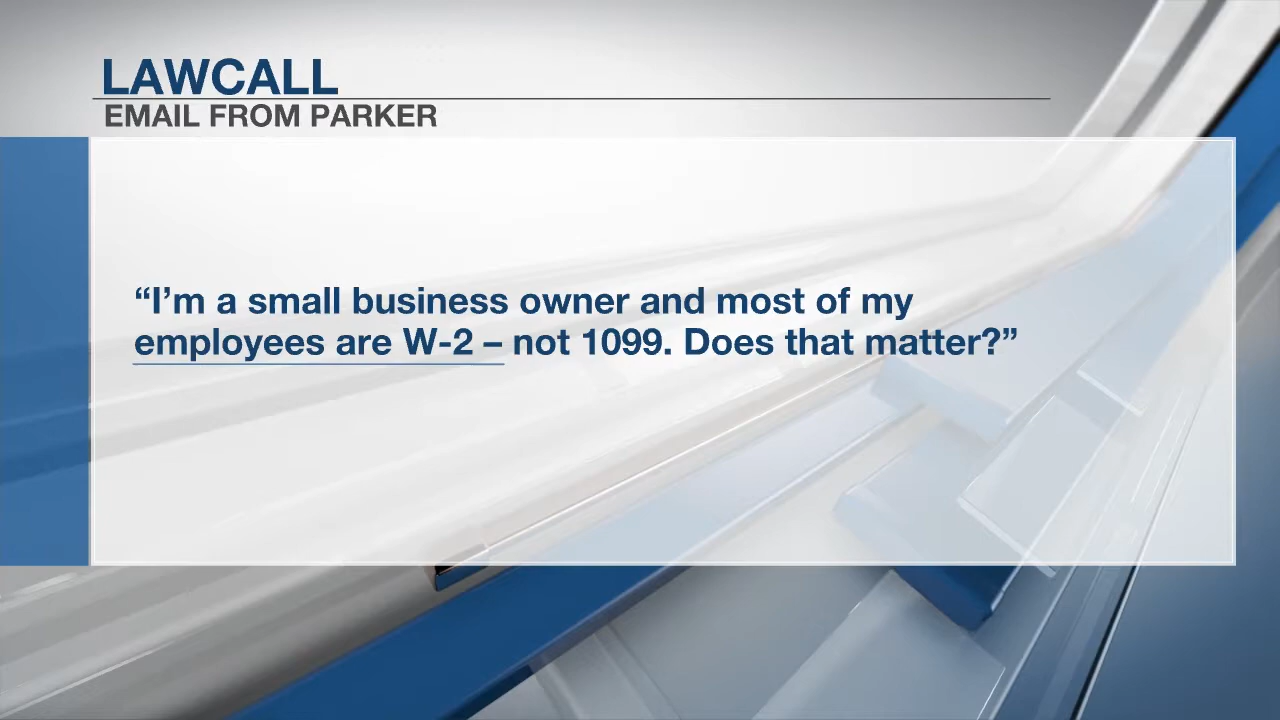 LAWCALL
EMAIL FROM PARKER
“I’m a small business owner and most of my
employees are W-2 – not 1099. Does that matter?”